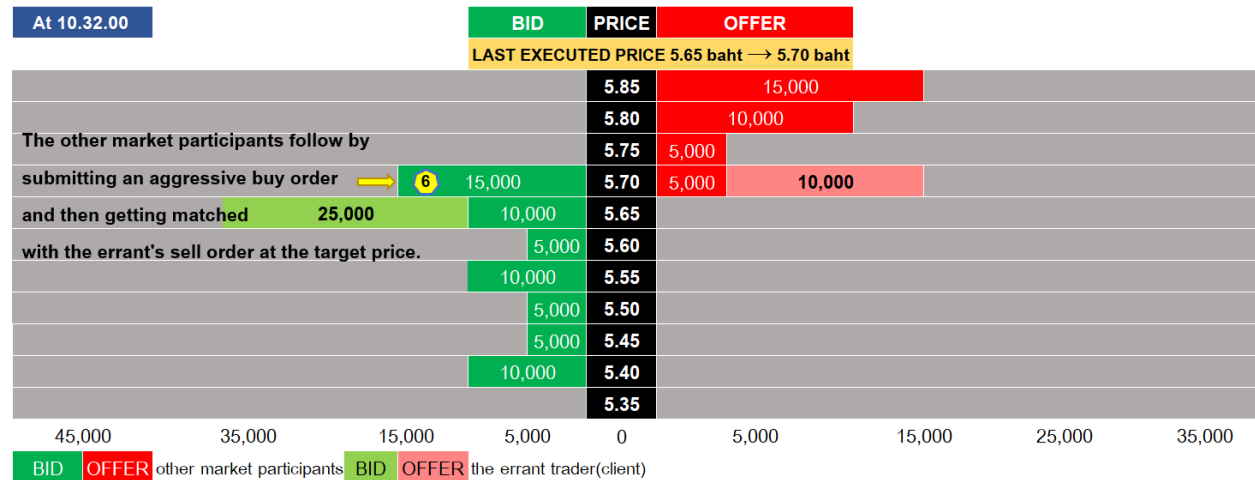 At 10.32.00 BID PRICE OFFER
LAST EXECUTED PRICE 5.65 baht → 5.70 baht
5.85 15,000
5.80 10,000
The other market participants follow by
5.75 5,000
submitting an aggressive buy order 6 15,000 5.70 5,000 10,000
and then getting matched 25,000 10,000 5.65
5,000 5.60
with the errant's sell order at the target price.
10,000 5.55
5,000 5.50
5,000 5.45
10,000 5.40
5.35
45,000 35,000 15,000 5,000 0 5,000 15,000 25,000 35,000
BID OFFER other market participants BID OFFER the errant trader(client)